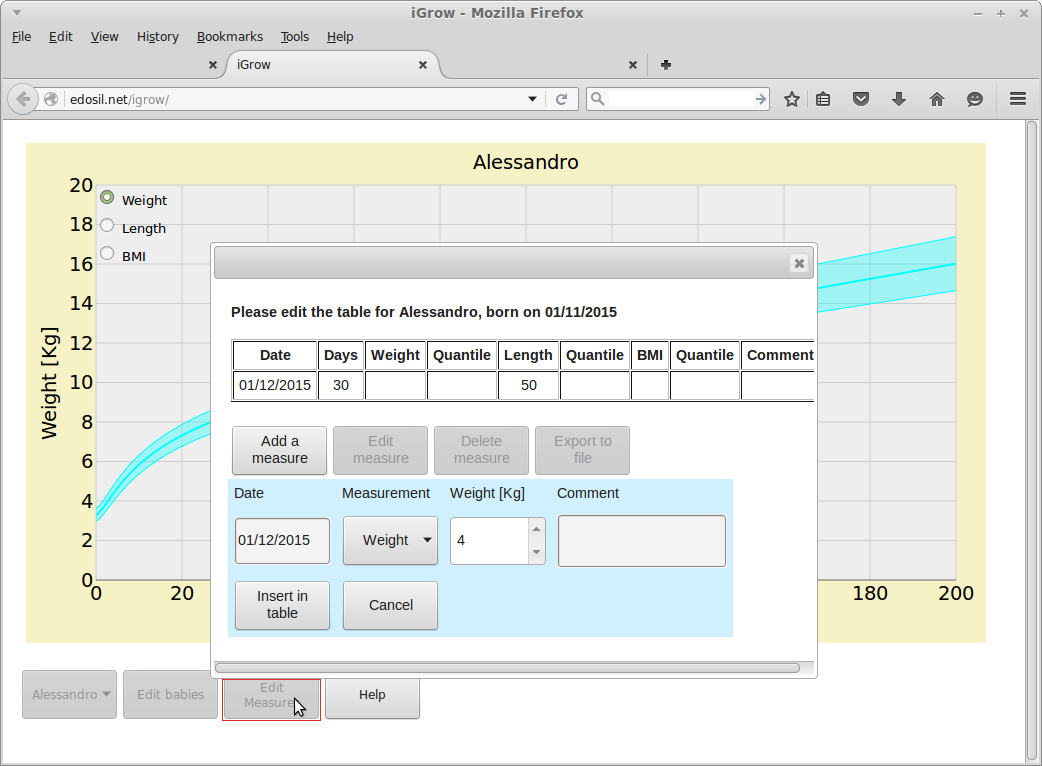 iGrow - Mozilla Firefox
File Edit View History Bookmarks Tools Help
iGrow
edosil.net/igrow/
Alessandro
20
18
16
14
12
10
8
6
4
2
0
Weight [Kg]
Weight
Length
BMI
0 20 180 200
Please edit the table for Alessandro, born on 01/11/2015
Date Days Weight Quantile Length Quantile BMI Quantile Comment
01/12/2015 30 50
Add a
measure
Edit
measure
Delete
measure
Export to
file
Date Measurement Weight [Kg] Comment
01/12/2015 Weight 4
Insert in
table
Cancel
Alessandro Edit babies
Edit
Measure
Help